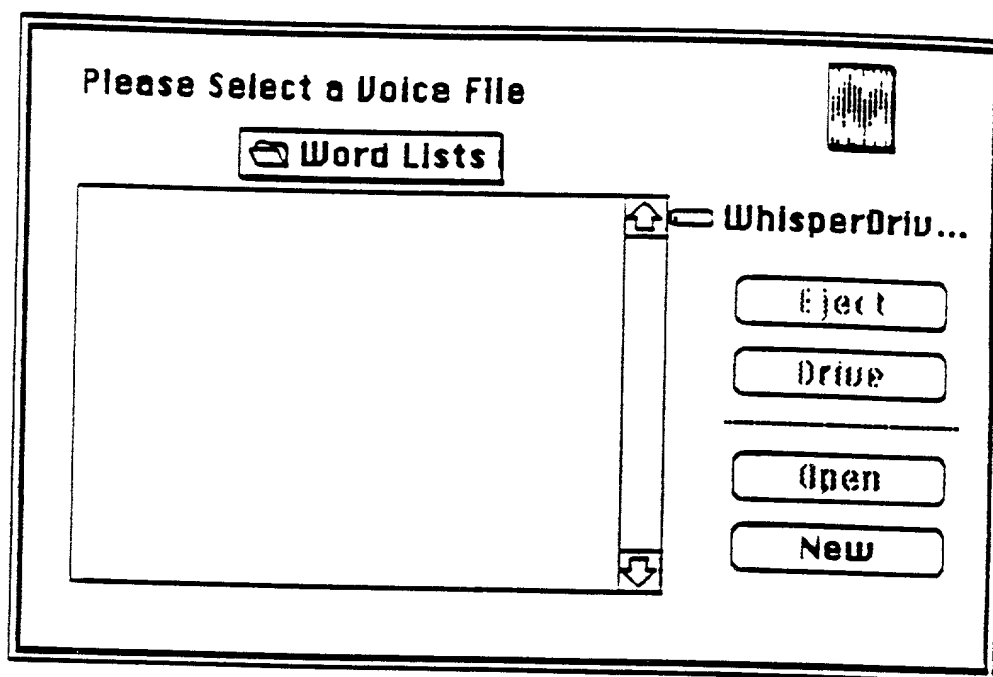 Please Select a Voice File
Word Lists
WhisperDriv...
Eject
Drive
Open
New